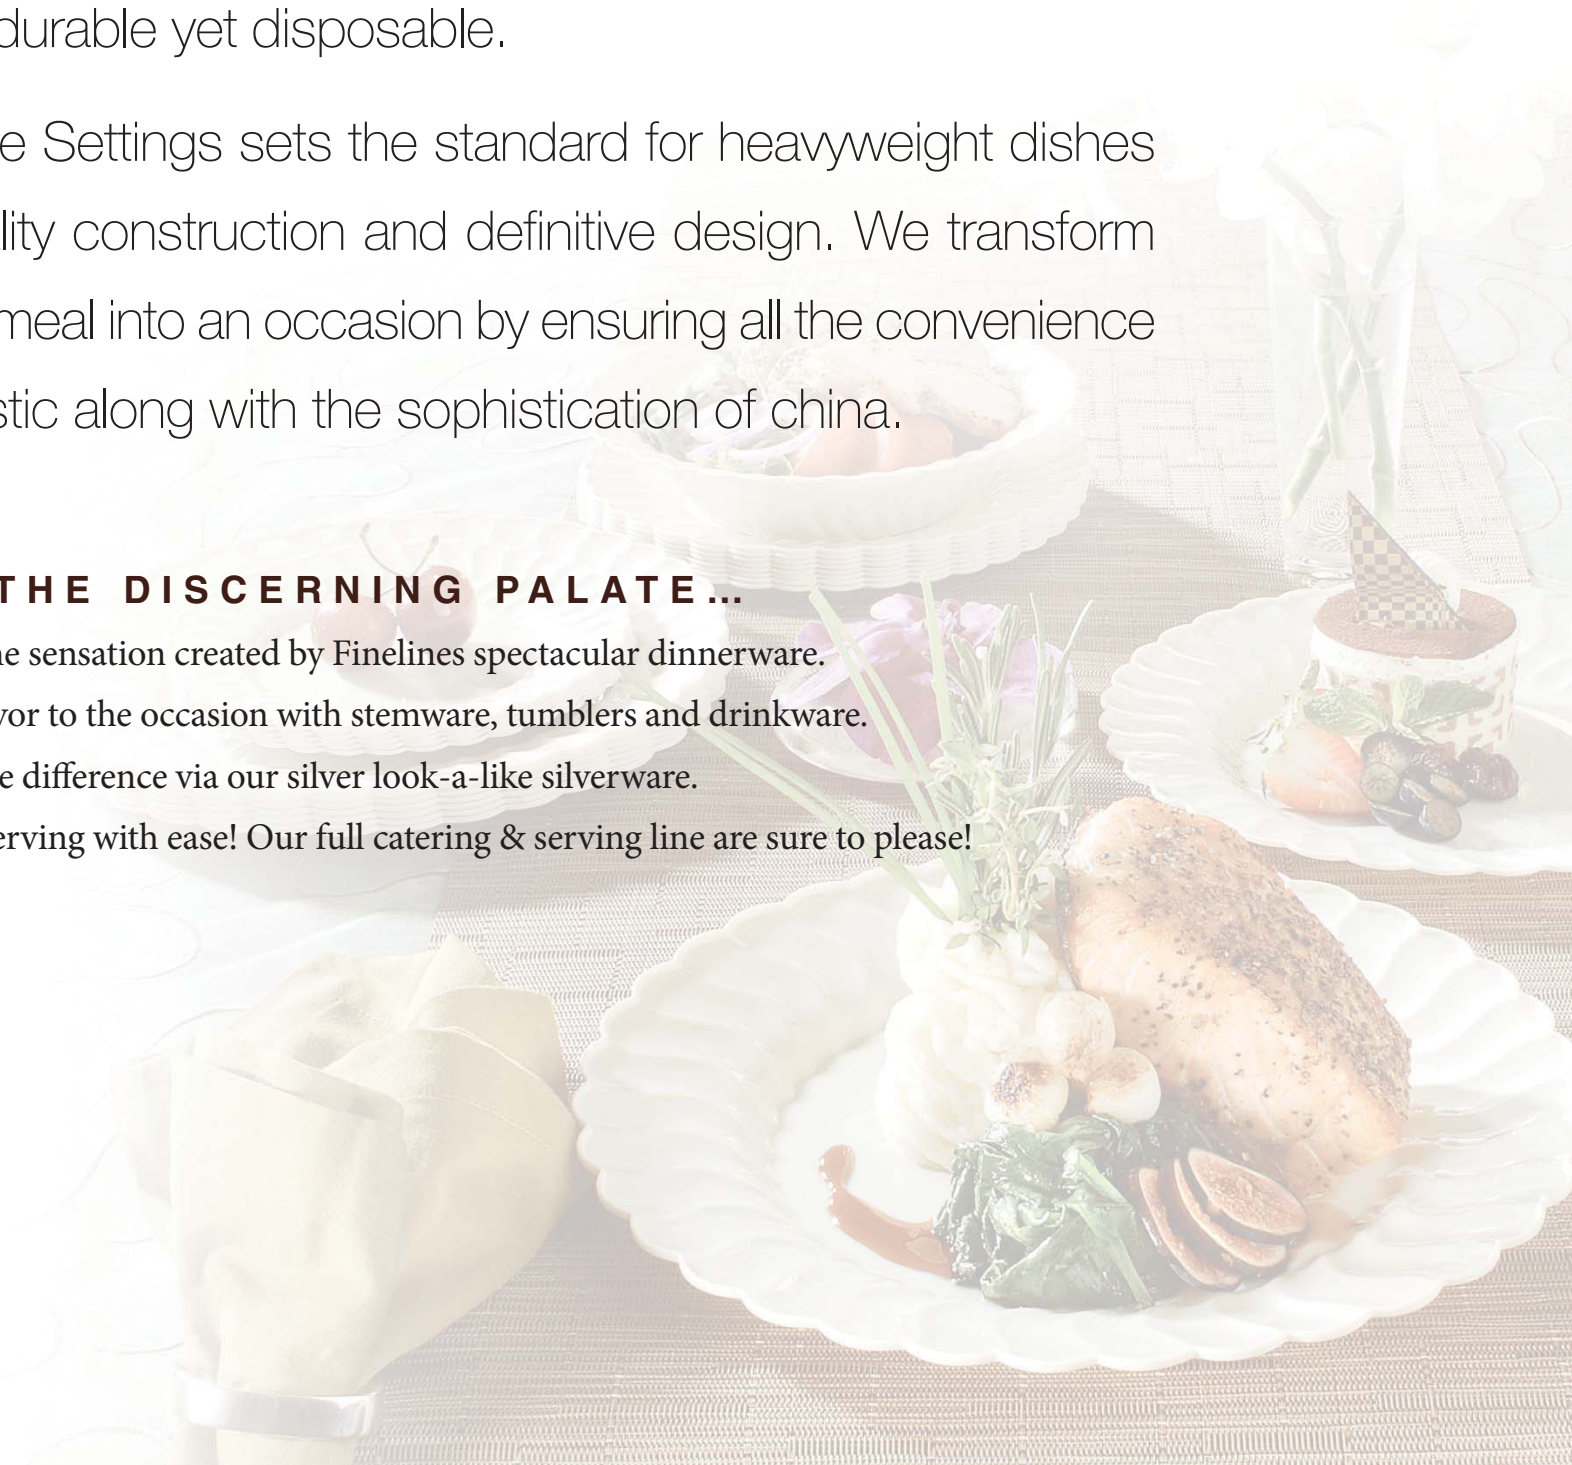 durable yet disposable.
e Settings sets the standard for heavyweight dishes
lity construction and definitive design. We transform
meal into an occasion by ensuring all the convenience
stic along with the sophistication of china.
THE DISCERNING PALATE...
he sensation created by Finelines spectacular dinnerware.
vor to the occasion with stemware, tumblers and drinkware.
e difference via our silver look-a-like silverware.
erving with ease! Our full catering & serving line are sure to please!